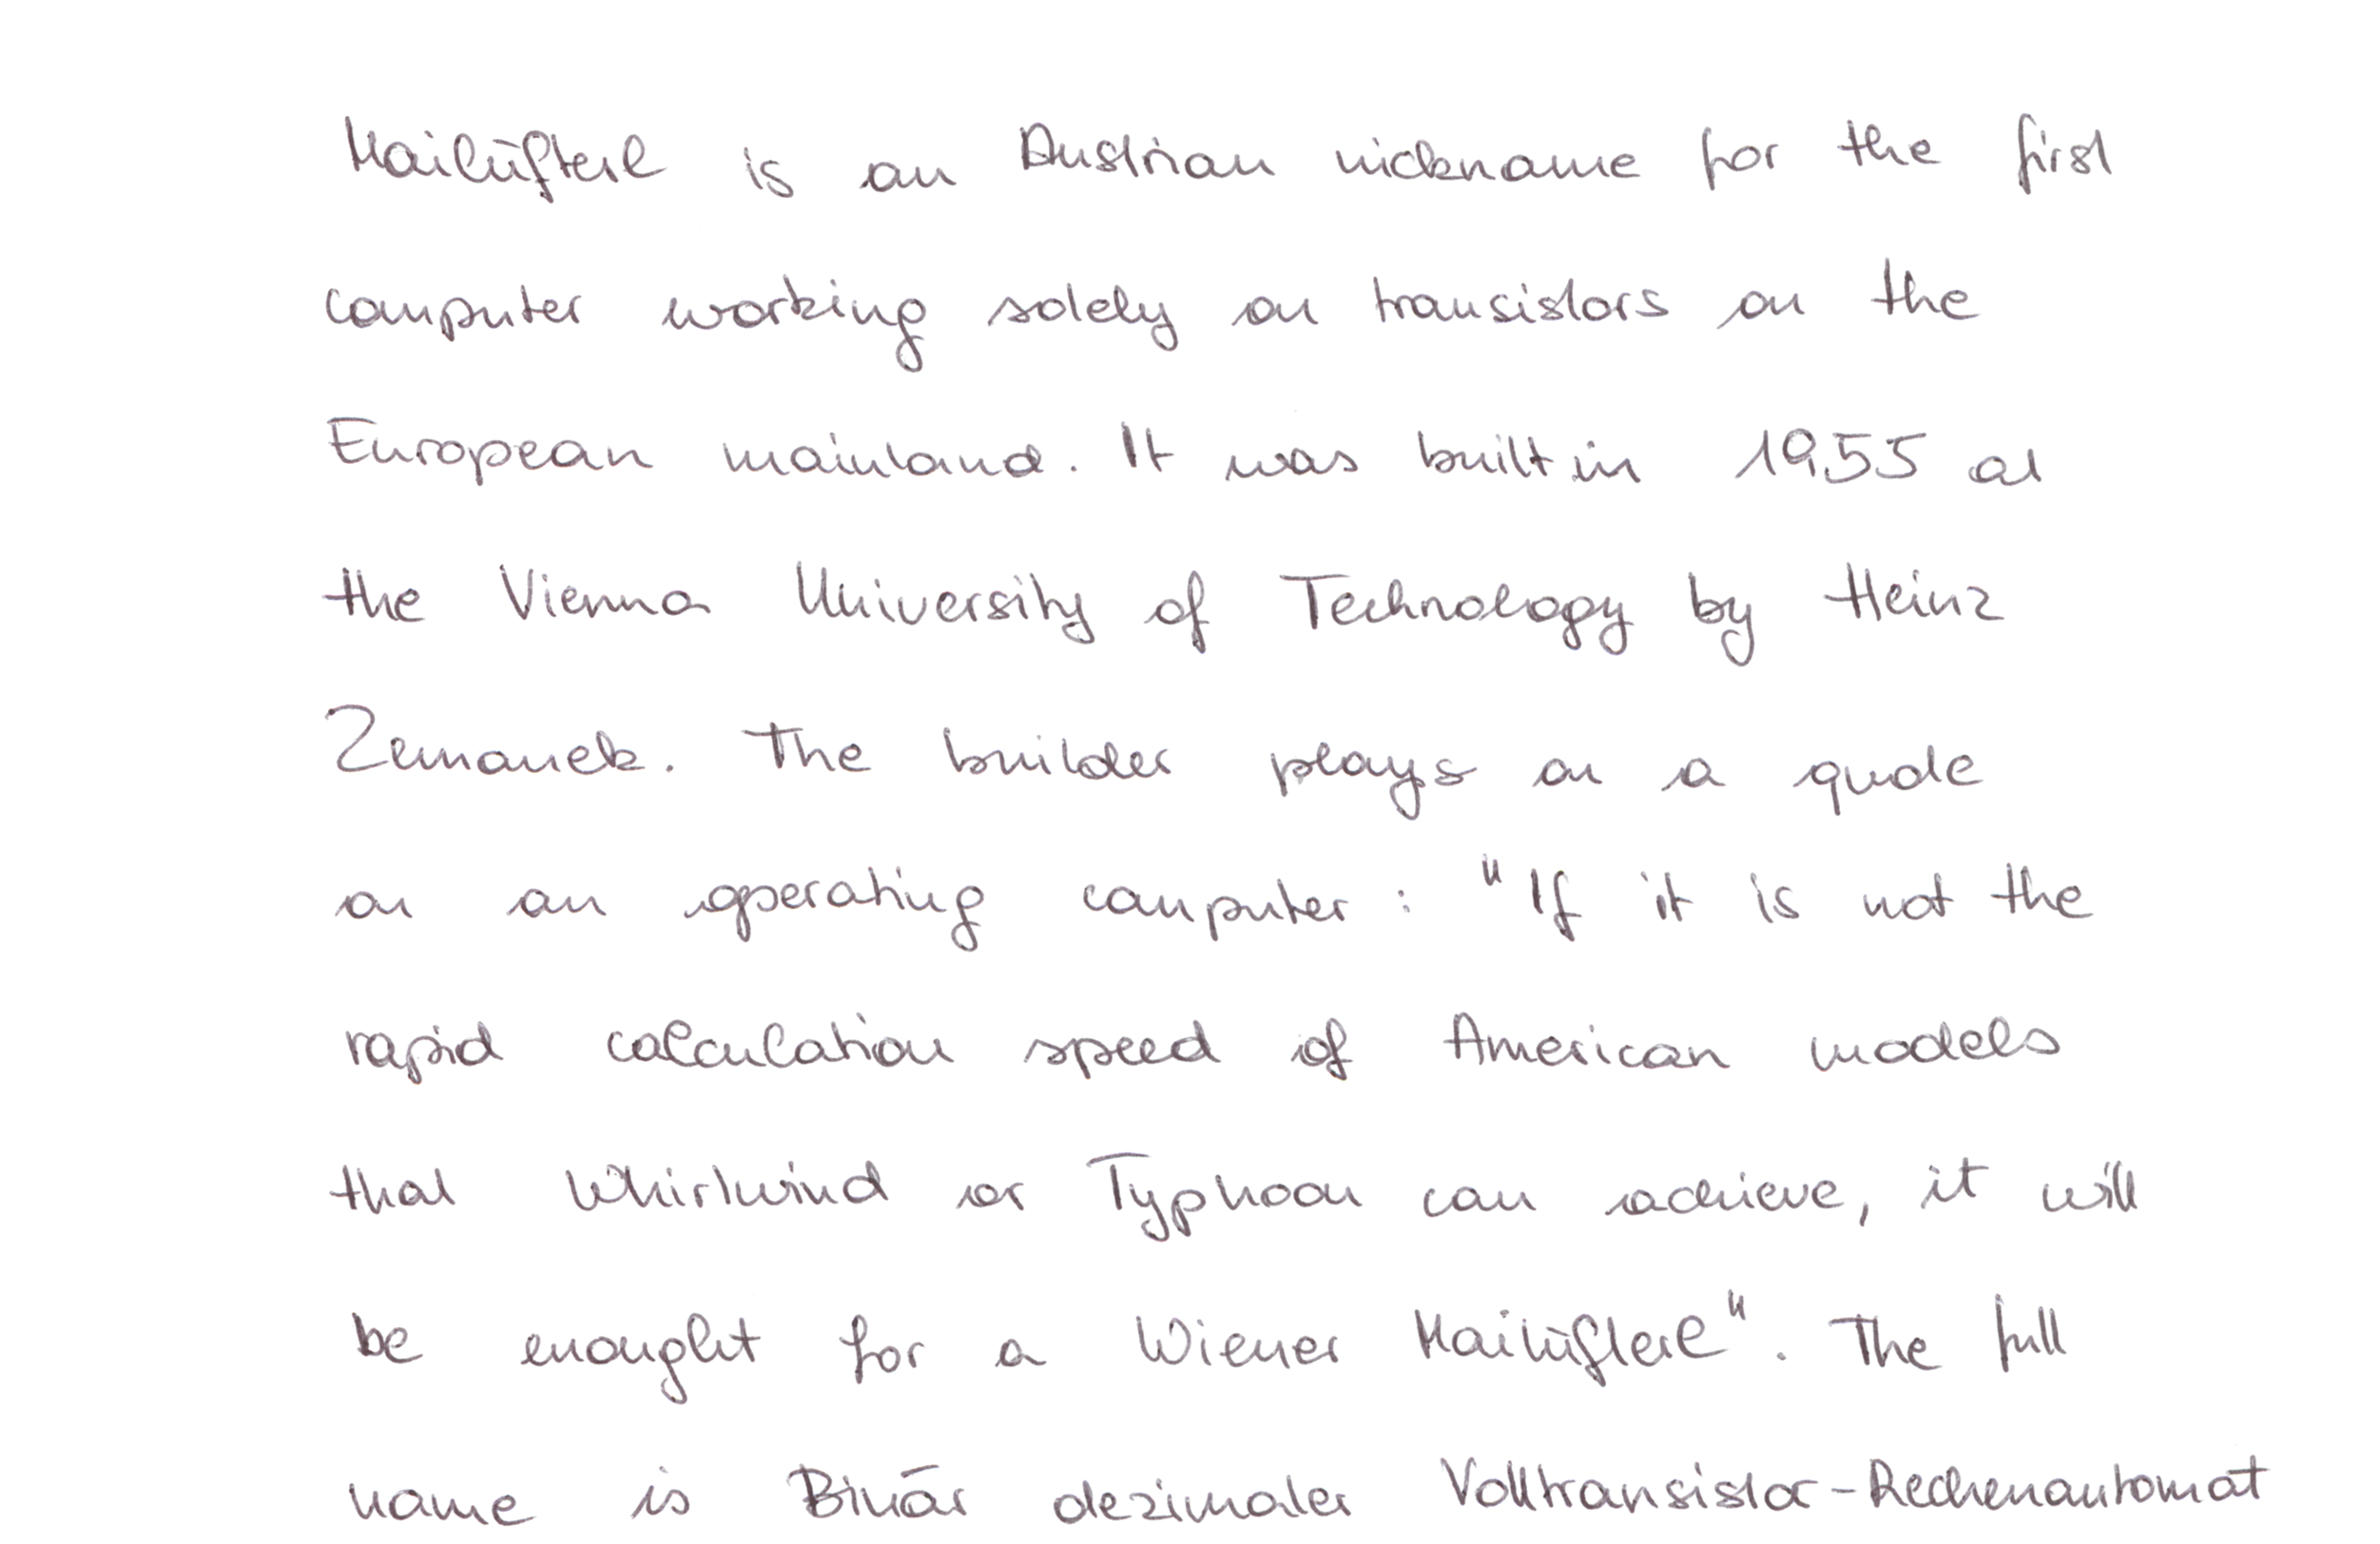 Mailüfterl is an Austrian nickname for the first
computer working solely on transistors on the
European mainland. It was built in 1955 at
the Vienna University of Technology by Heinz
Zemanek. The builder plays on a quote
on an operating computer: "If it is not the
rapid calculation speed of American models
that Whirlwind or Typhoon can achieve, it will
be enought for a Wiener Mailüfterl". The full
name is Binär dezimaler Volltransistor-Rechenautomat